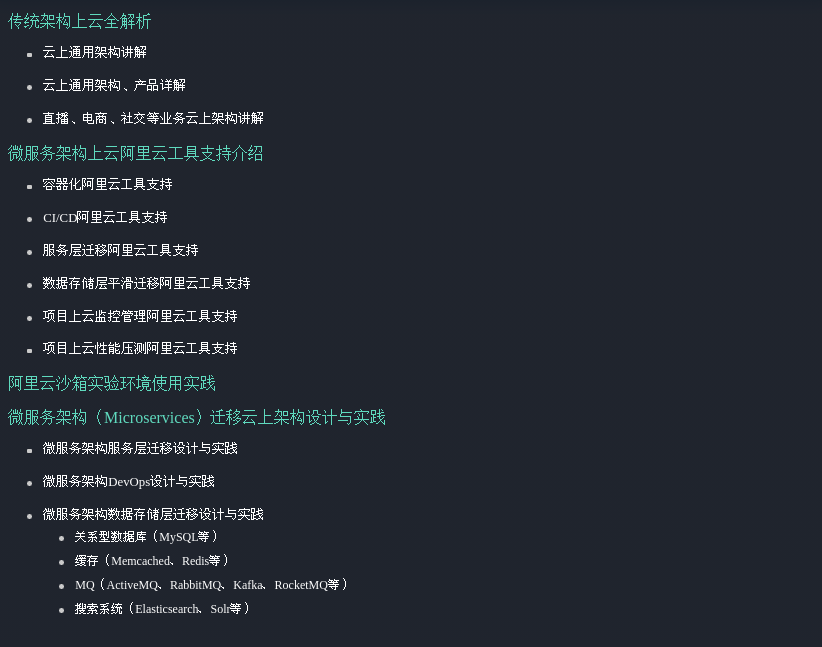 传统架构上云全解析
云上通用架构讲解
云上通用架构、产品详解
直播、电商、社交等业务云上架构讲解
微服务架构上云阿里云工具支持介绍
容器化阿里云工具支持
CI/CD阿里云工具支持
服务层迁移阿里云工具支持
数据存储层平滑迁移阿里云工具支持
项目上云监控管理阿里云工具支持
项目上云性能压测阿里云工具支持
阿里云沙箱实验环境使用实践
微服务架构（Microservices）迁移云上架构设计与实践
微服务架构服务层迁移设计与实践
微服务架构DevOps设计与实践
微服务架构数据存储层迁移设计与实践
关系型数据库（MySQL等）
缓存（Memcached、Redis等）
MQ（ActiveMQ、RabbitMQ、Kafka、RocketMQ等）
搜索系统（Elasticsearch、Solr等）